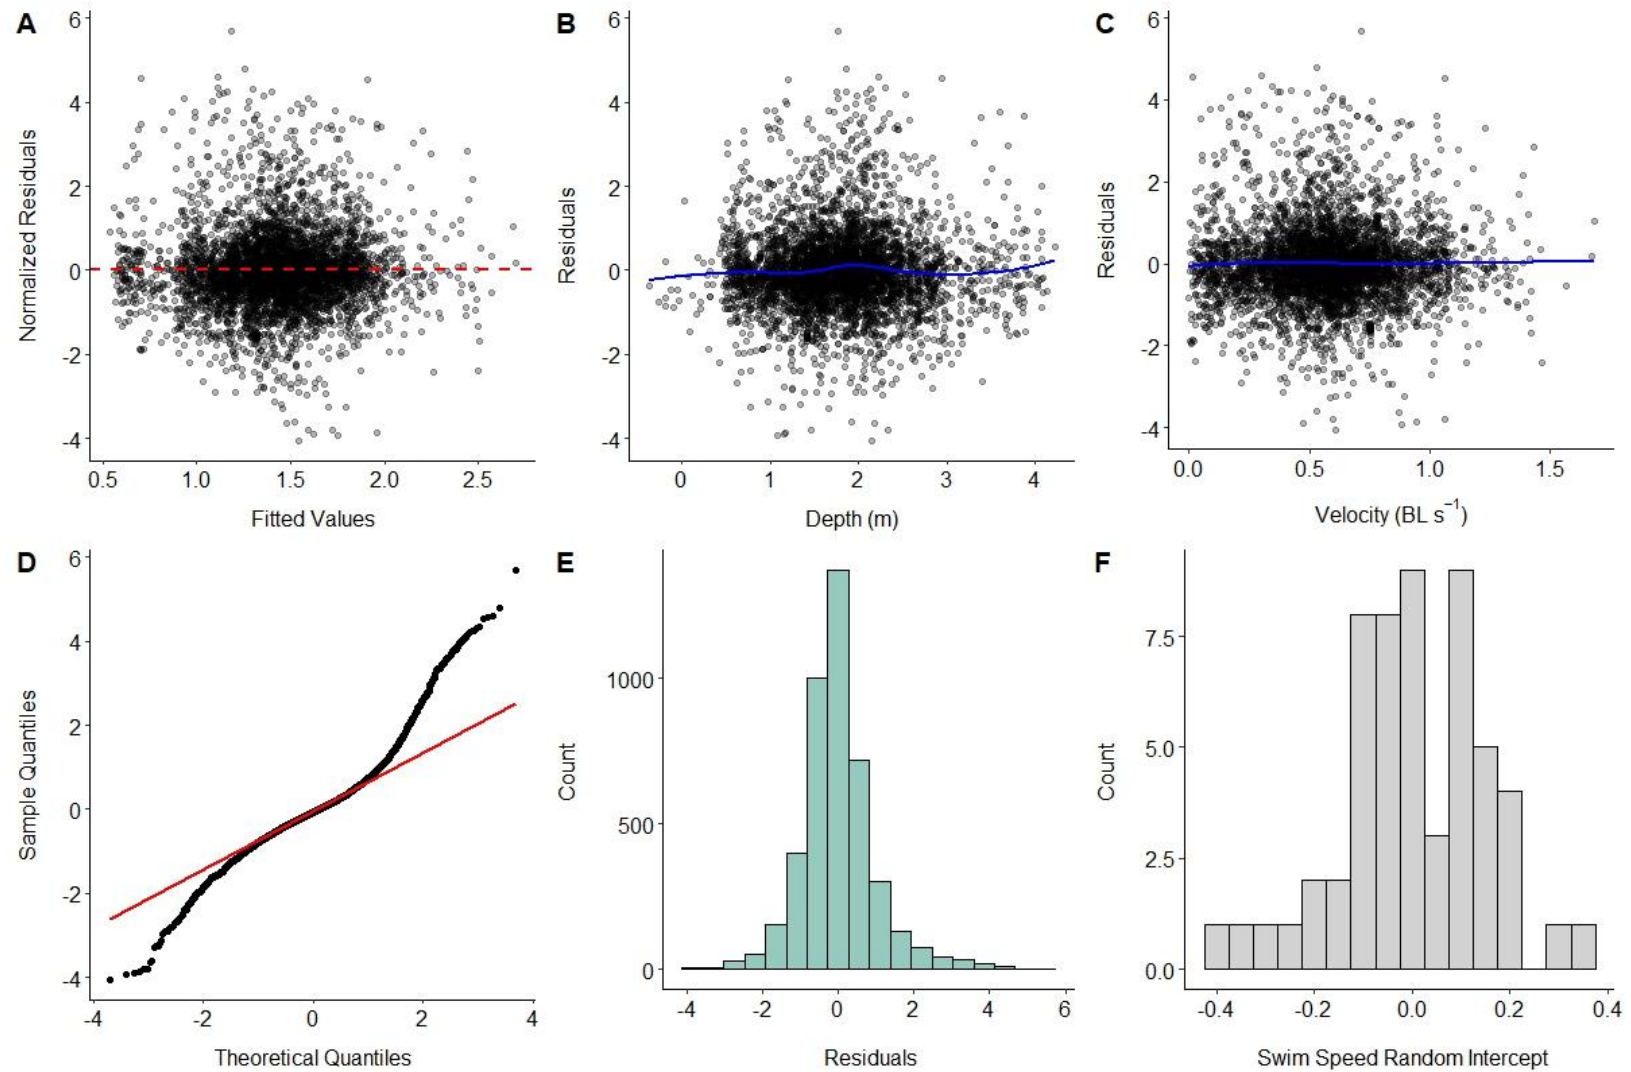 A
6
4
2
0
-2
-4
Normalized Residuals
0.5 1.0 1.5 2.0 2.5
Fitted Values
B
6
4
2
0
-2
-4
Residuals
0 1 2 3 4
Depth (m)
C
6
4
2
0
-2
-4
Residuals
0.0 0.5 1.0 1.5
Velocity (BL s⁻¹)
D
6
4
2
0
-2
-4
Sample Quantiles
-4 -2 0 2 4
Theoretical Quantiles
E
1000
500
0
Count
-4 -2 0 2 4 6
Residuals
F
7.5
5.0
2.5
0.0
Count
-0.4 -0.2 0.0 0.2 0.4
Swim Speed Random Intercept